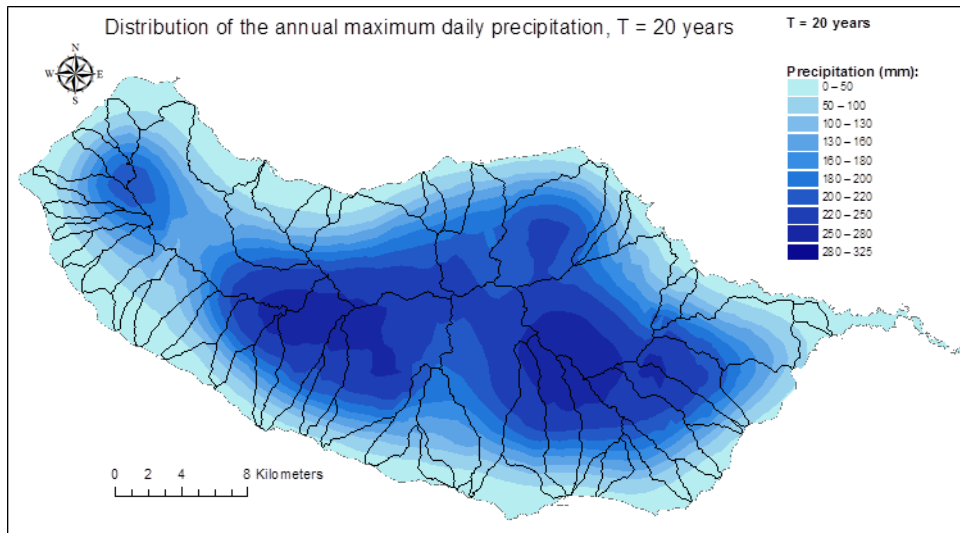 Distribution of the annual maximum daily precipitation, T = 20 years
T = 20 years
N
W E
S
Precipitation (mm):
0 – 50
50 – 100
100 – 130
130 – 160
160 – 180
180 – 200
200 – 220
220 – 250
250 – 280
280 – 325
0 2 4 8 Kilometers